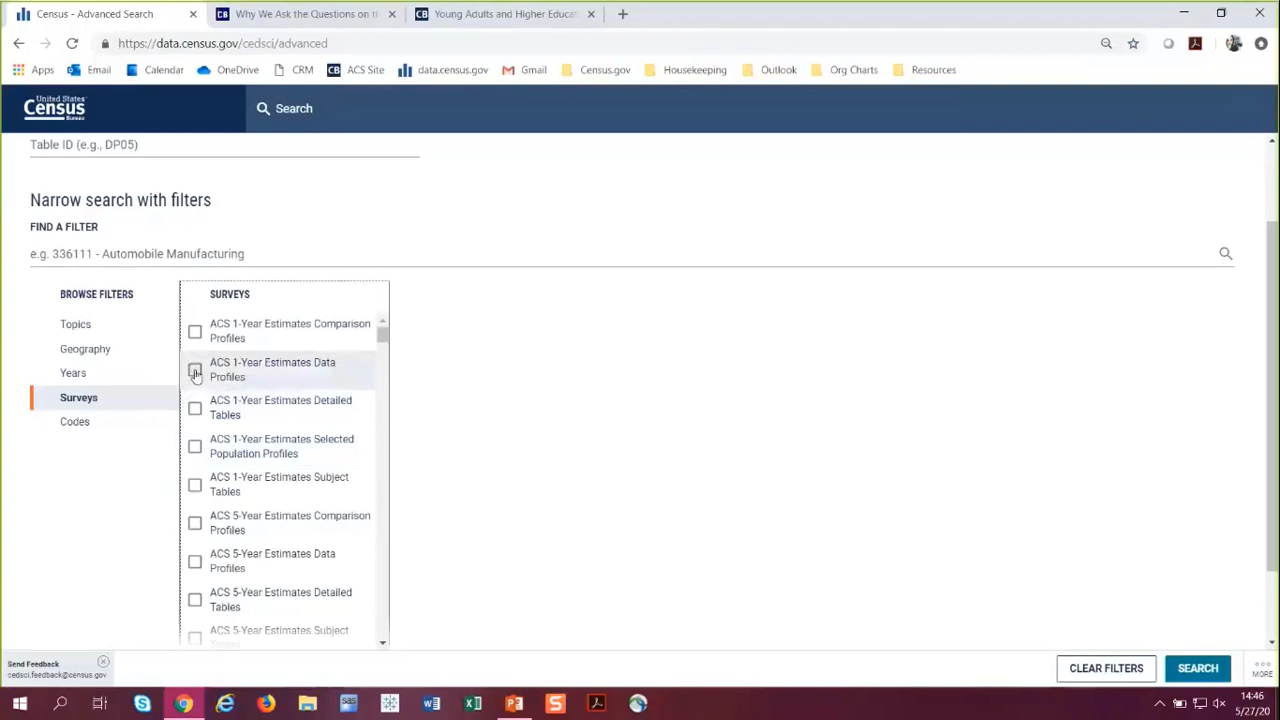 Census - Advanced Search
Why We Ask the Questions on th
Young Adults and Higher Educat
https://data.census.gov/cedsci/advanced
Apps
Email
Calendar
OneDrive
CRM
CB ACS Site
data.census.gov
Gmail
Census.gov
Housekeeping
Outlook
Org Charts
Resources
United States®
Census
Bureau
Search
Table ID (e.g., DP05)
Narrow search with filters
FIND A FILTER
e.g. 336111 - Automobile Manufacturing
BROWSE FILTERS
Topics
Geography
Years
Surveys
Codes
SURVEYS
ACS 1-Year Estimates Comparison
Profiles
ACS 1-Year Estimates Data
Profiles
ACS 1-Year Estimates Detailed
Tables
ACS 1-Year Estimates Selected
Population Profiles
ACS 1-Year Estimates Subject
Tables
ACS 5-Year Estimates Comparison
Profiles
ACS 5-Year Estimates Data
Profiles
ACS 5-Year Estimates Detailed
Tables
ACS 5-Year Estimates Subject
Tables
Send Feedback
cedsci.feedback@census.gov
CLEAR FILTERS
SEARCH
MORE
14:46
5/27/20